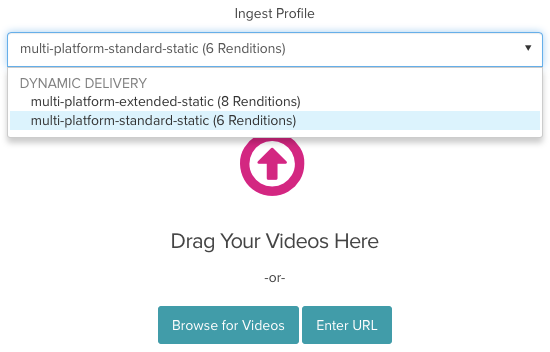 Ingest Profile
multi-platform-standard-static (6 Renditions)
DYNAMIC DELIVERY
multi-platform-extended-static (8 Renditions)
multi-platform-standard-static (6 Renditions)
Drag Your Videos Here
-or-
Browse for Videos
Enter URL